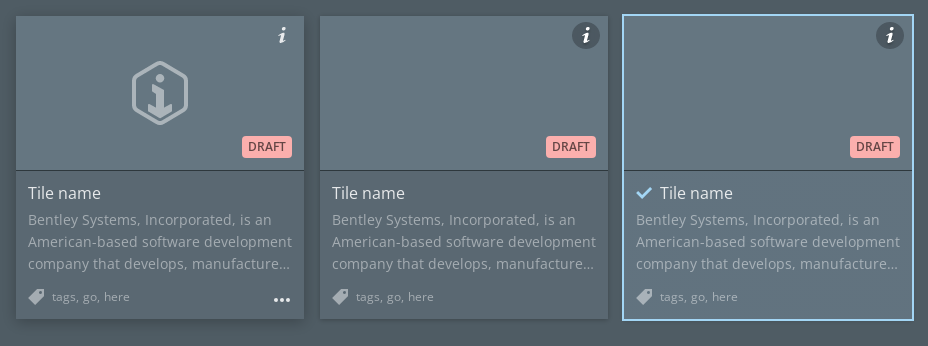 DRAFT
Tile name
Bentley Systems, Incorporated, is an
American-based software development
company that develops, manufacture...
tags, go, here
DRAFT
Tile name
Bentley Systems, Incorporated, is an
American-based software development
company that develops, manufacture...
tags, go, here
DRAFT
Tile name
Bentley Systems, Incorporated, is an
American-based software development
company that develops, manufacture...
tags, go, here